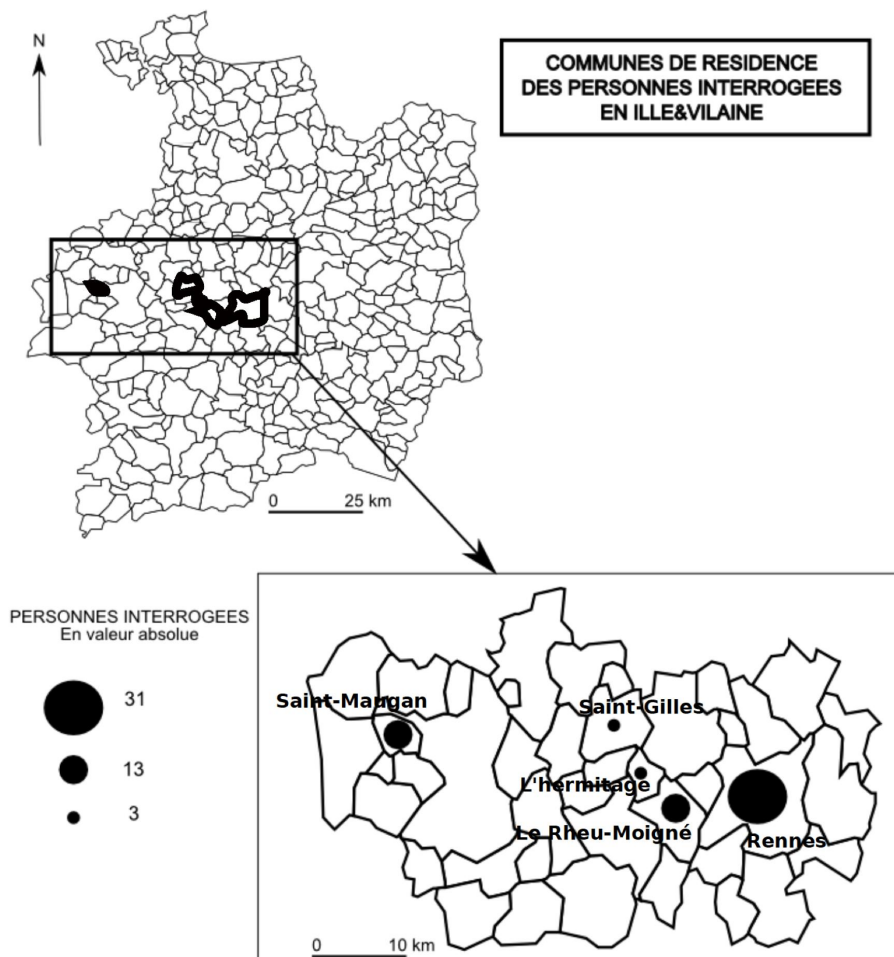 N
COMMUNES DE RESIDENCE
DES PERSONNES INTERROGEES
EN ILLE&VILAINE
0 25 km
PERSONNES INTERROGEES
En valeur absolue
31
13
3
Saint-Maugan
Saint-Gilles
L'hermitage
Le Rheu-Moigné
Rennes
0 10 km